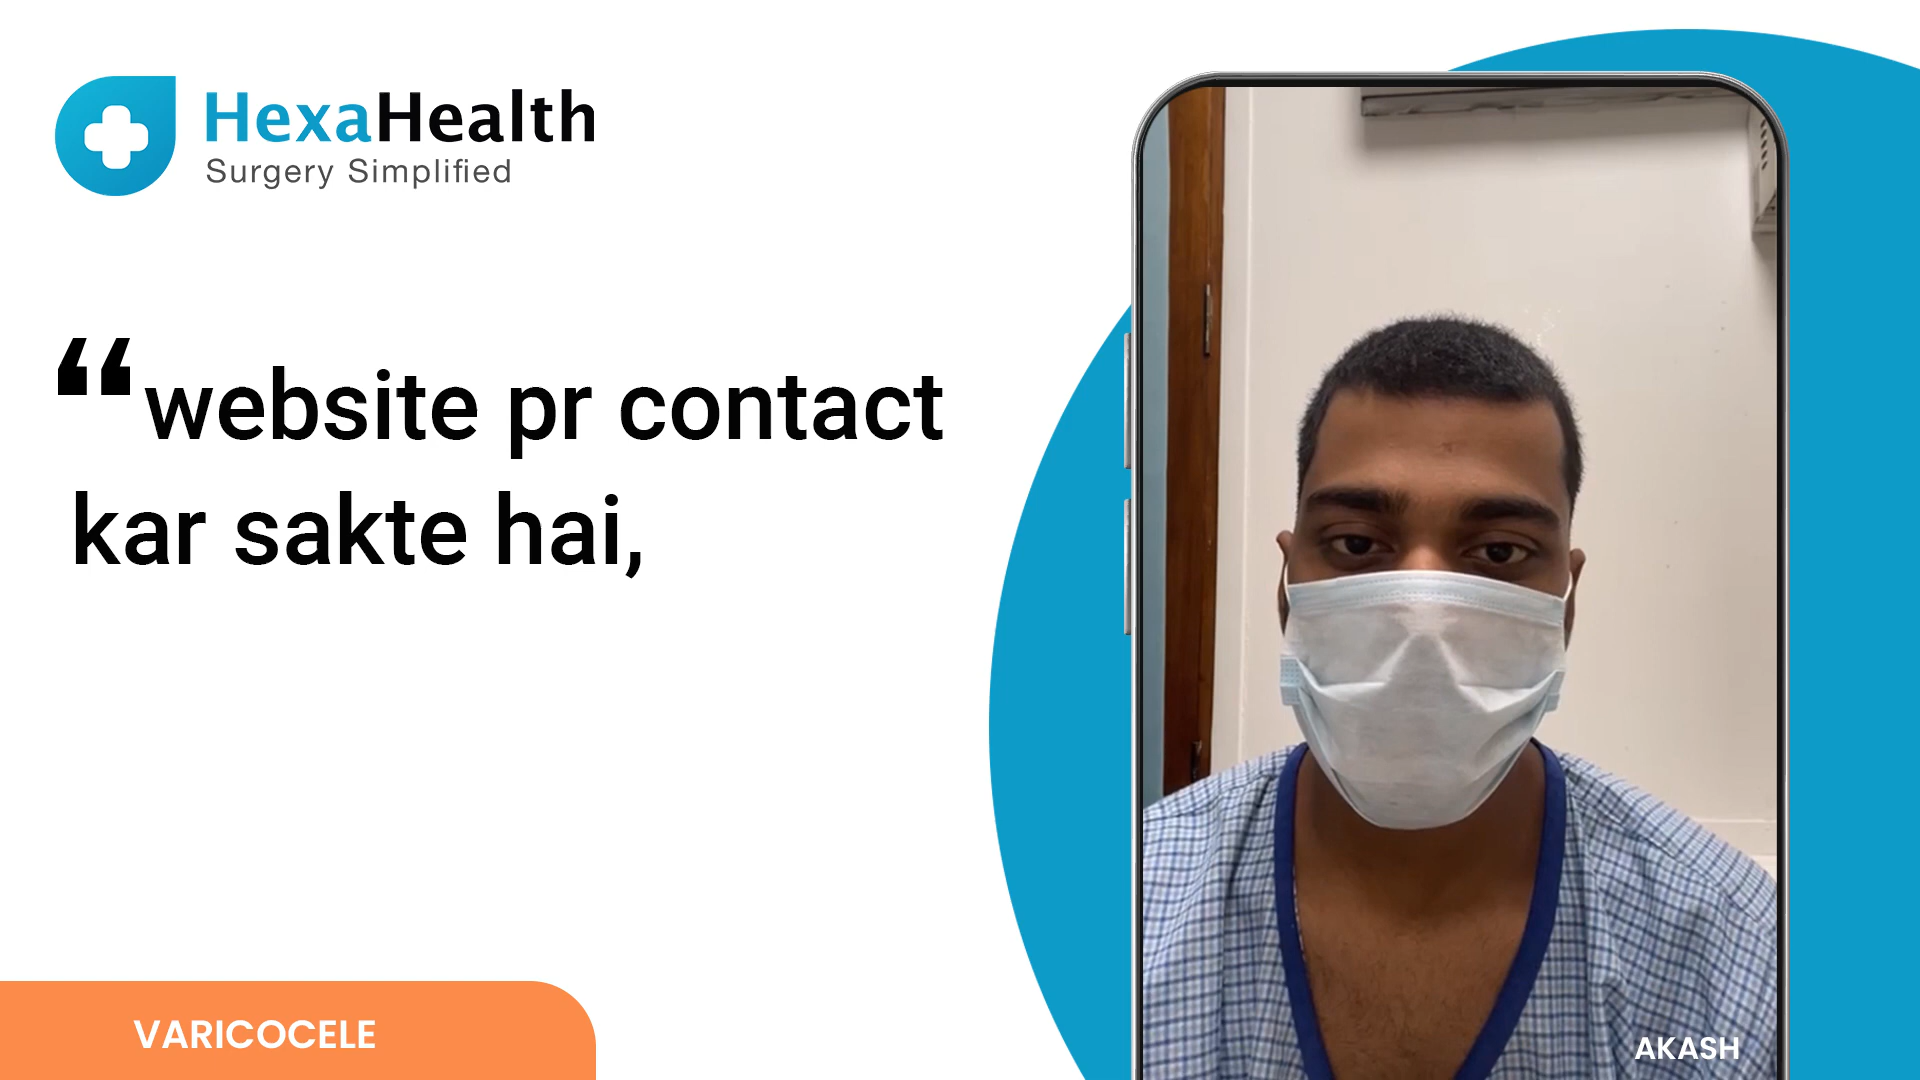 HexaHealth
Surgery Simplified
“website pr contact
kar sakte hai,
VARICOCELE
AKASH